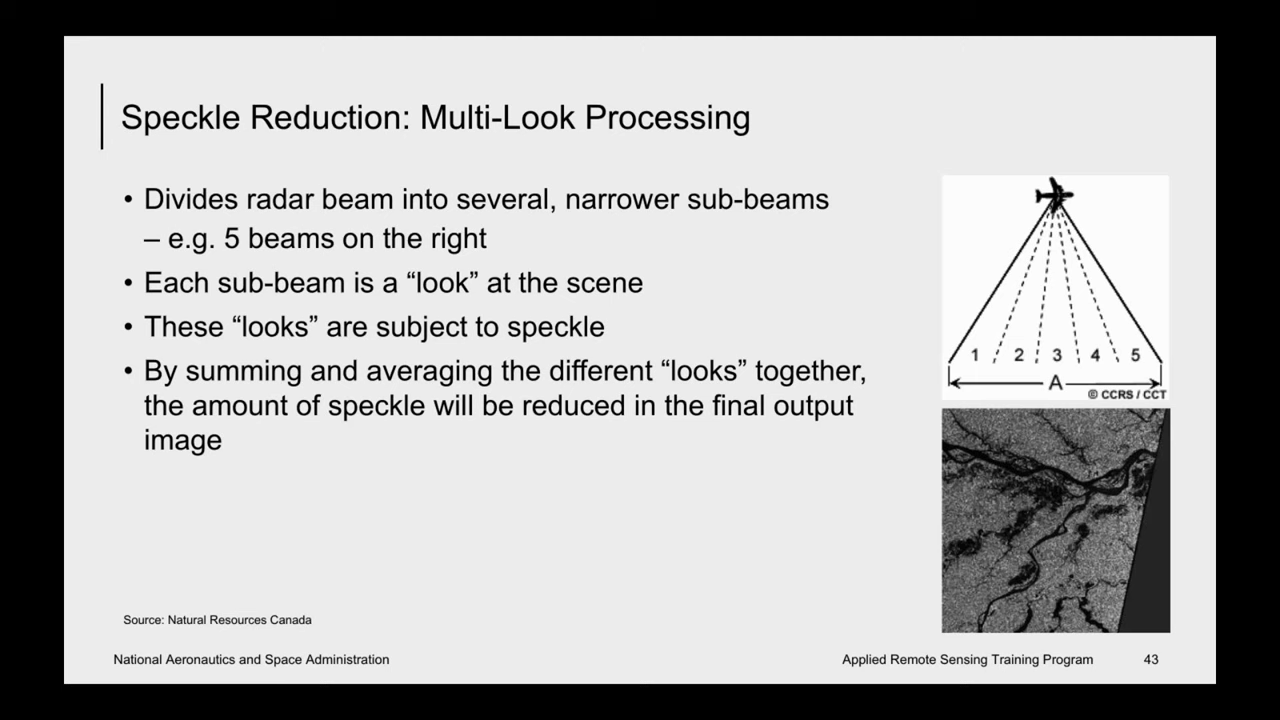 Speckle Reduction: Multi-Look Processing
• Divides radar beam into several, narrower sub-beams
– e.g. 5 beams on the right
• Each sub-beam is a “look” at the scene
• These “looks” are subject to speckle
• By summing and averaging the different “looks” together,
the amount of speckle will be reduced in the final output
image
1 2 3 4 5
A
© CCRS / CCT
Source: Natural Resources Canada
National Aeronautics and Space Administration
Applied Remote Sensing Training Program 43